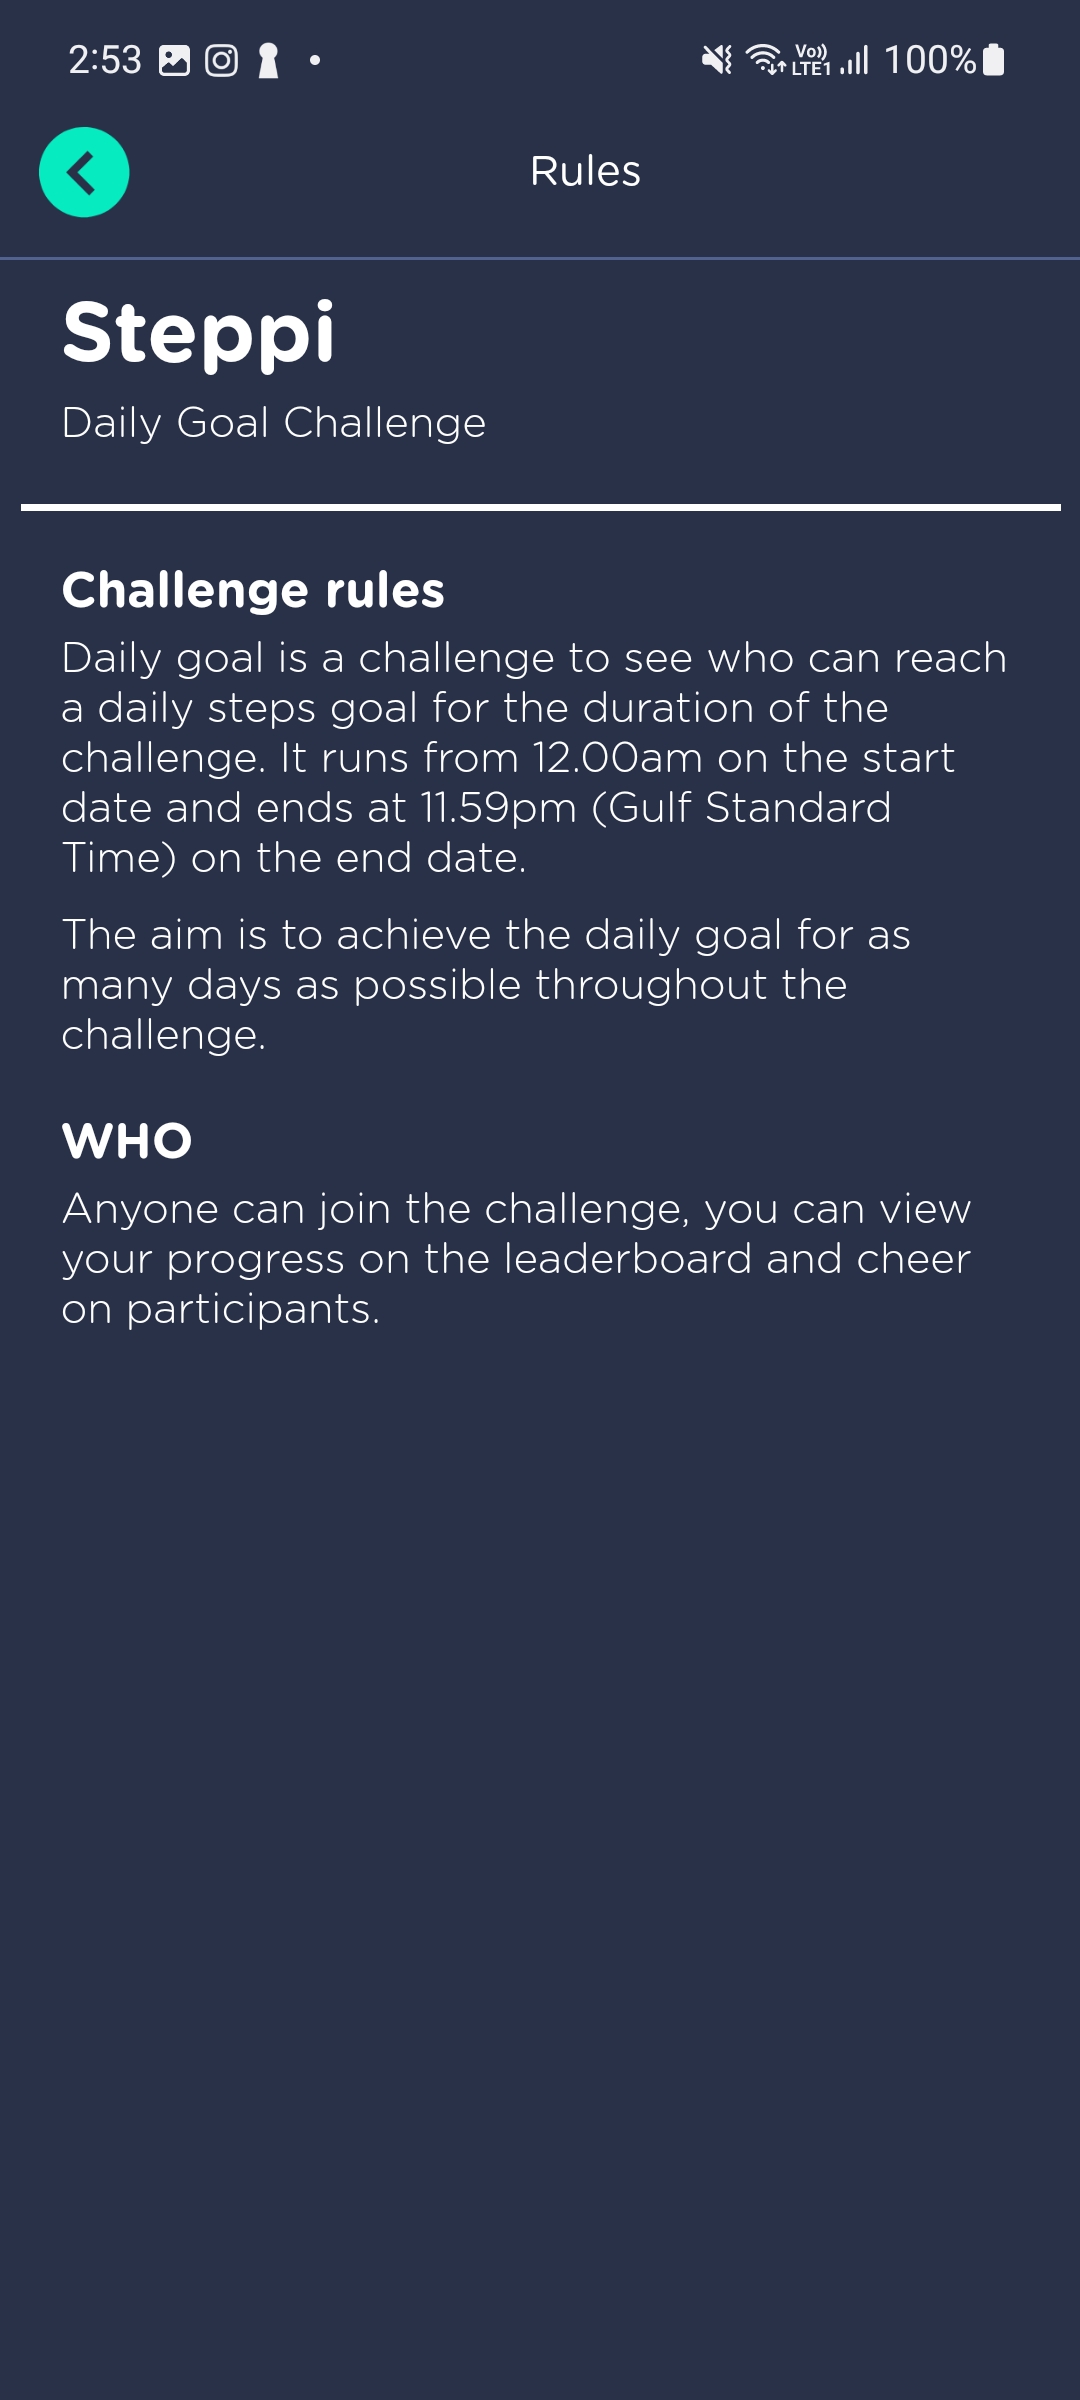 2:53
Vo)) LTE1 100%
Rules
Steppi
Daily Goal Challenge
Challenge rules
Daily goal is a challenge to see who can reach
a daily steps goal for the duration of the
challenge. It runs from 12.00am on the start
date and ends at 11.59pm (Gulf Standard
Time) on the end date.
The aim is to achieve the daily goal for as
many days as possible throughout the
challenge.
WHO
Anyone can join the challenge, you can view
your progress on the leaderboard and cheer
on participants.